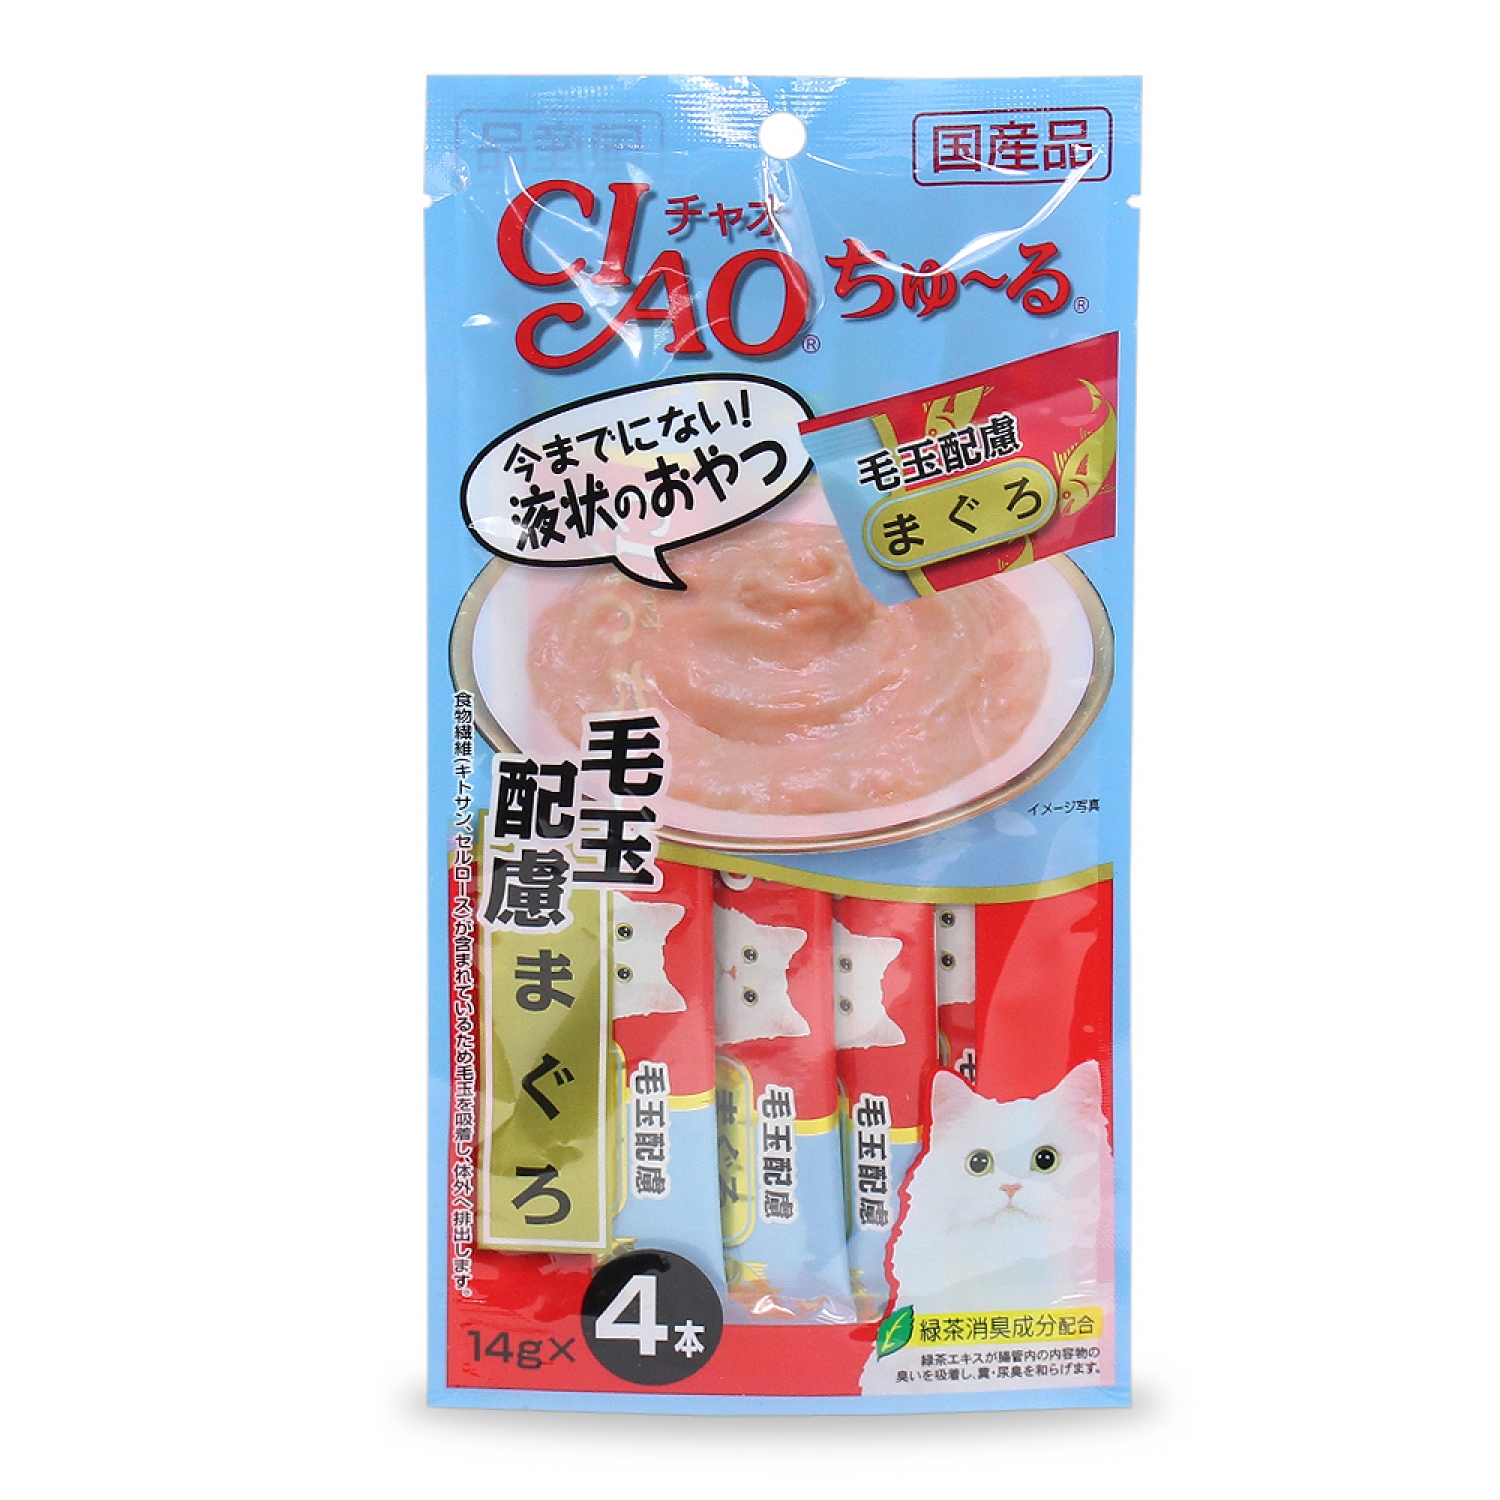 国産品
CIAO
チャオ
ちゅ〜る®
®
今までにない!
液状のおやつ
毛玉配慮
まぐろ
イメージ写真
毛玉
配慮
まぐろ
食物繊維(キトサン、セルロース)が含まれているため毛玉を吸着し、体外へ排出します。
毛玉配慮
毛玉配慮
まぐろ
毛玉配慮
毛
14g×4本
緑茶消臭成分配合
緑茶エキスが腸管内の内容物の
臭いを吸着し、糞・尿臭を和らげます。